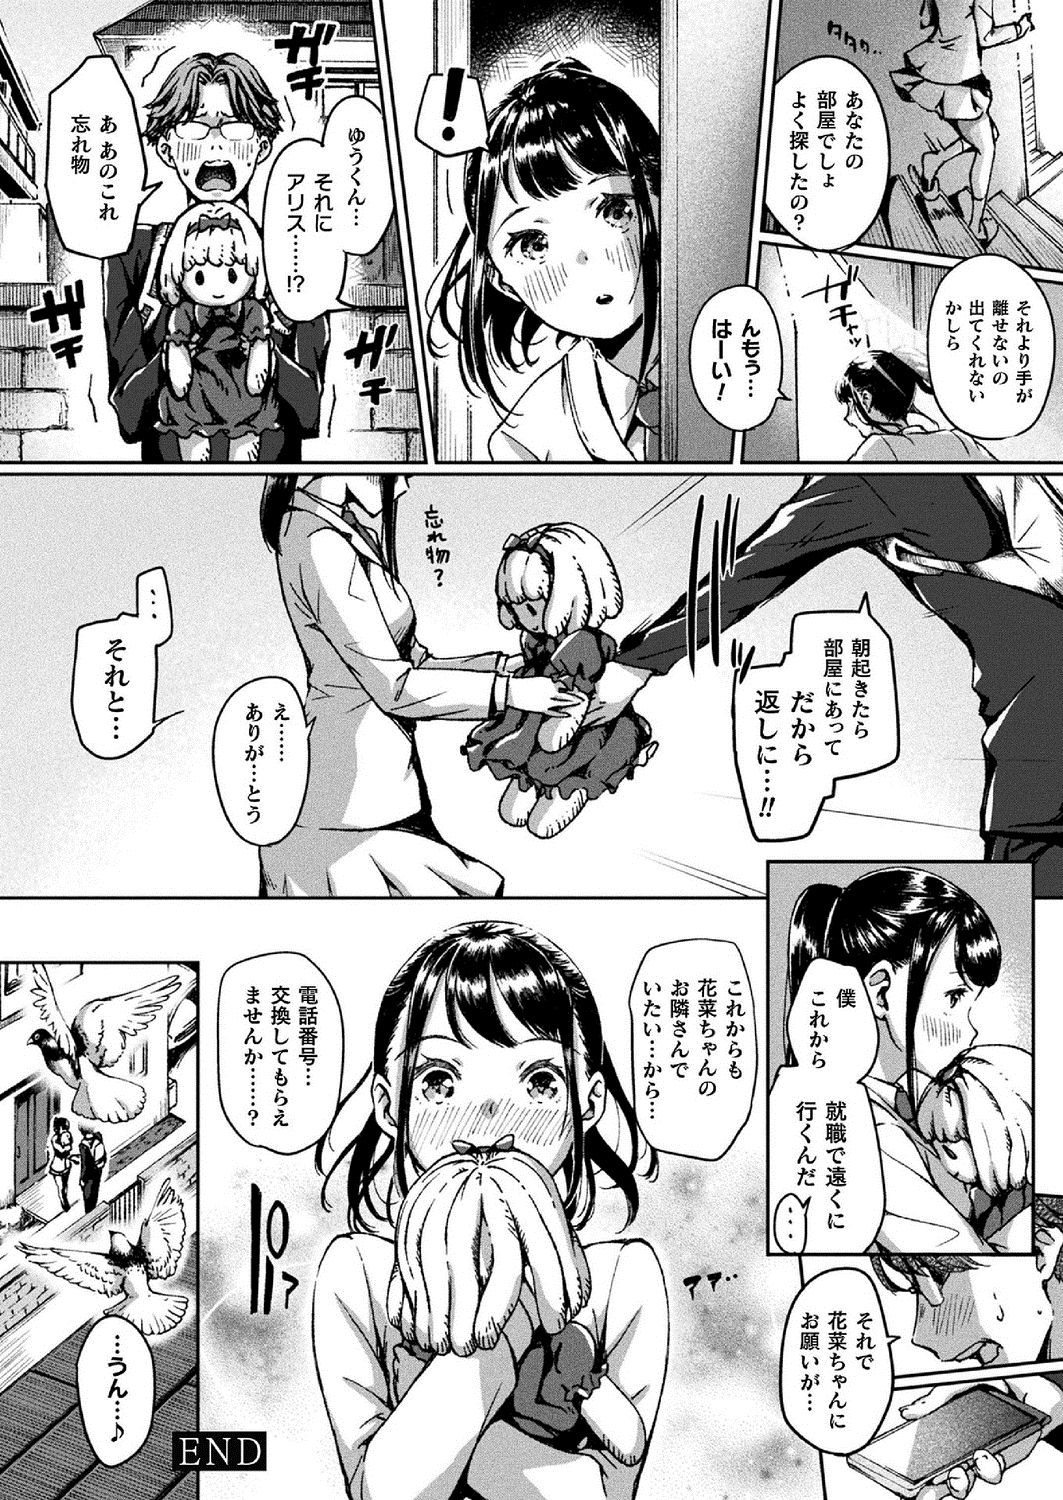 タタタタ…
あなたの
部屋でしょ
よく探したの?
それより手が
離せないの
出てくれない
かしら
ガチャッ
んもぅ…
はーい!
!
ゆうくん…
それに
アリス……!?
ガチ
ガチ
ガチ
あ あのこれ
忘れ物
朝起きたら
部屋にあって
だから
返しに…!!
忘れ物?
え……
ありが…とう
、、、
それと…
僕
これから
就職で遠くに
行くんだ
…
それで
花菜ちゃんに
お願いが…
これからも
花菜ちゃんの
お隣さんで
いたい…から…
電話番号…
交換してもらえ
ませんか……?
…うん…♪
END